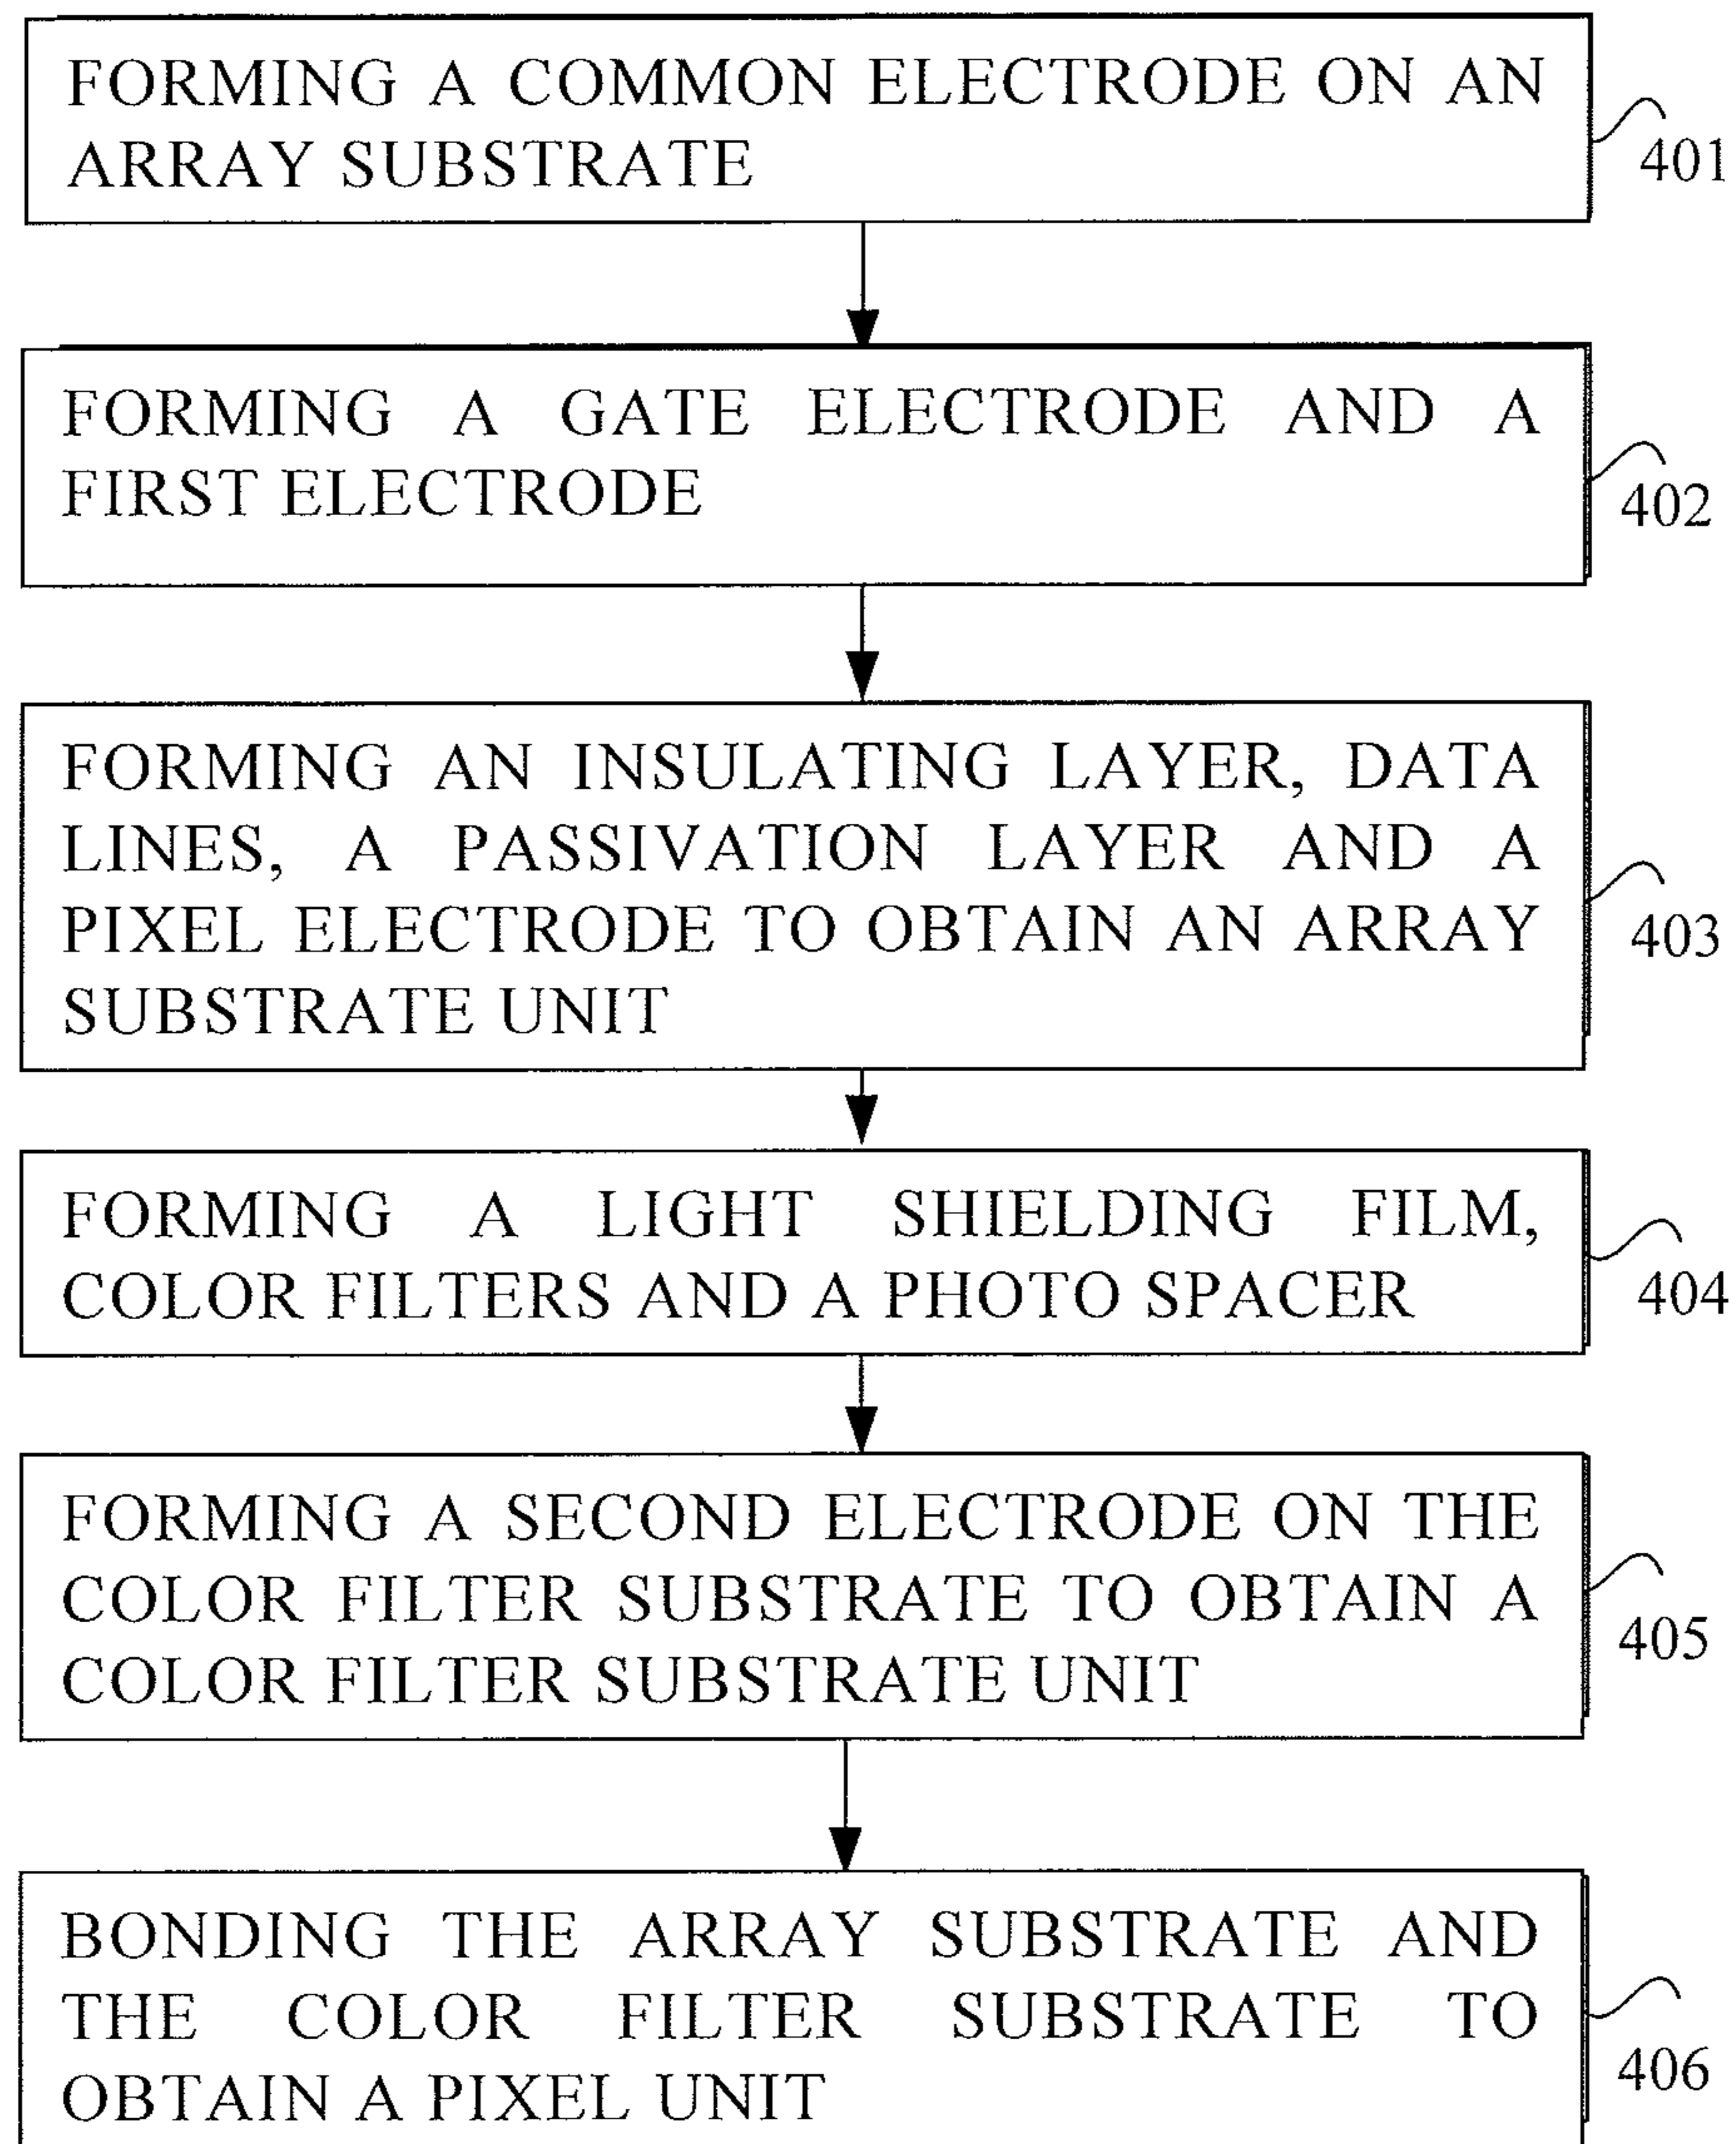 FORMING A COMMON ELECTRODE ON AN
ARRAY SUBSTRATE
401
FORMING A GATE ELECTRODE AND A
FIRST ELECTRODE
402
FORMING AN INSULATING LAYER, DATA
LINES, A PASSIVATION LAYER AND A
PIXEL ELECTRODE TO OBTAIN AN ARRAY
SUBSTRATE UNIT
403
FORMING A LIGHT SHIELDING FILM,
COLOR FILTERS AND A PHOTO SPACER
404
FORMING A SECOND ELECTRODE ON THE
COLOR FILTER SUBSTRATE TO OBTAIN A
COLOR FILTER SUBSTRATE UNIT
405
BONDING THE ARRAY SUBSTRATE AND
THE COLOR FILTER SUBSTRATE TO
OBTAIN A PIXEL UNIT
406